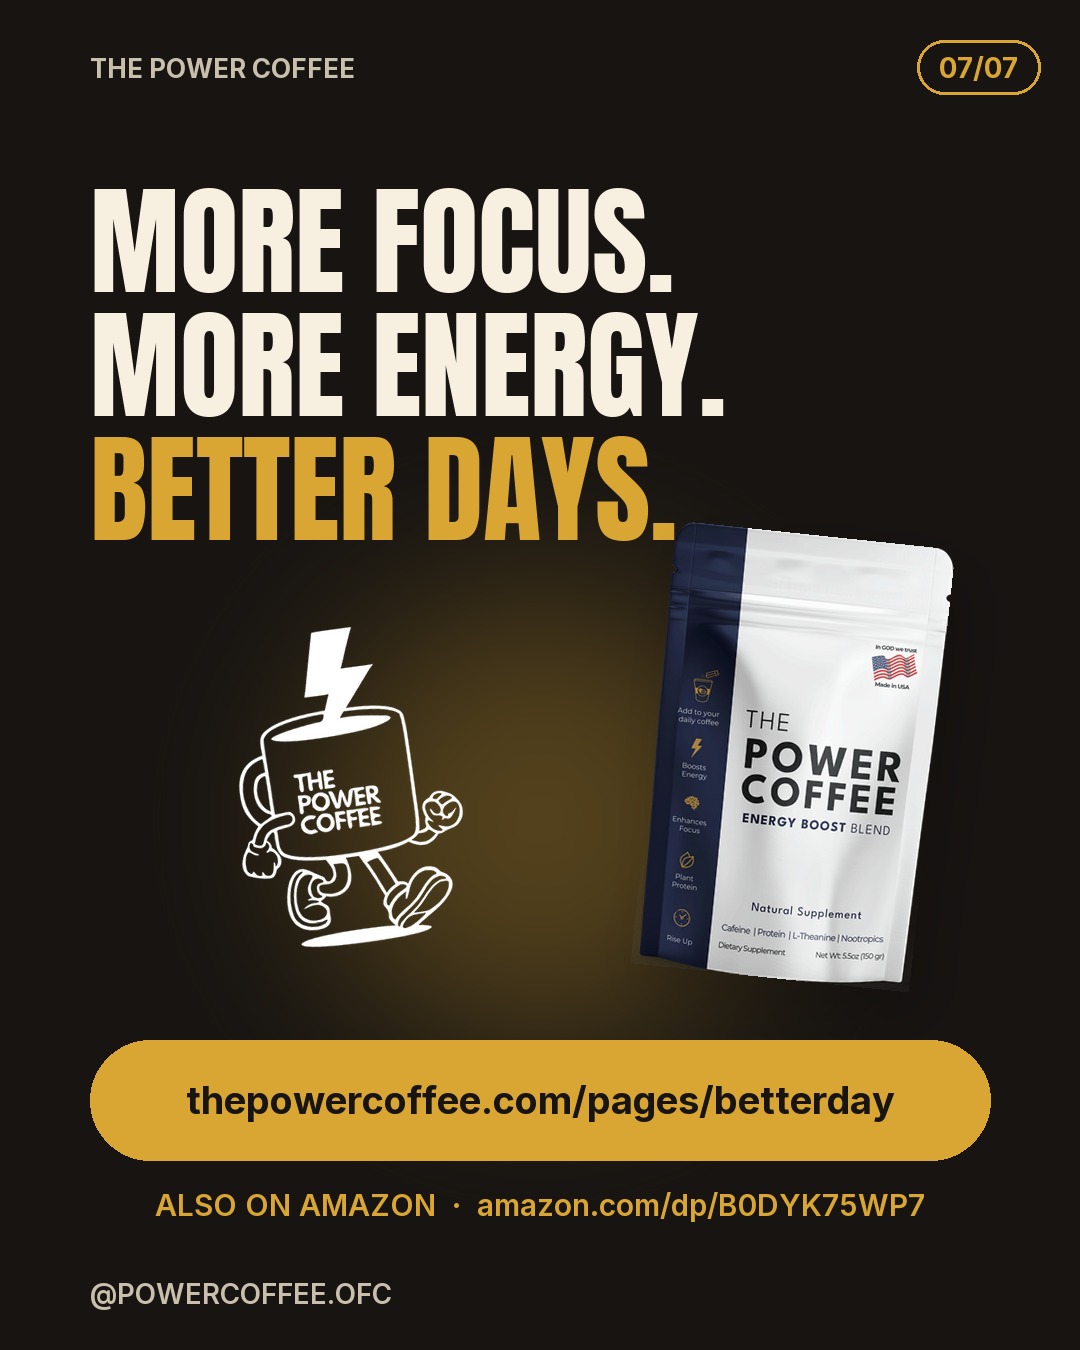 THE POWER COFFEE
07/07
MORE FOCUS.
MORE ENERGY.
BETTER DAYS.
THE
POWER
COFFEE
In GOD we trust
Made in USA
Add to your
daily coffee
Boosts
Energy
Enhances
Focus
Plant
Protein
Rise Up
THE
POWER
COFFEE
ENERGY BOOST BLEND
Natural Supplement
Cafeine | Protein | L-Theanine | Nootropics
Dietary Supplement
Net Wt: 5.5oz (150 gr)
thepowercoffee.com/pages/betterday
ALSO ON AMAZON · amazon.com/dp/B0DYK75WP7
@POWERCOFFEE.OFC